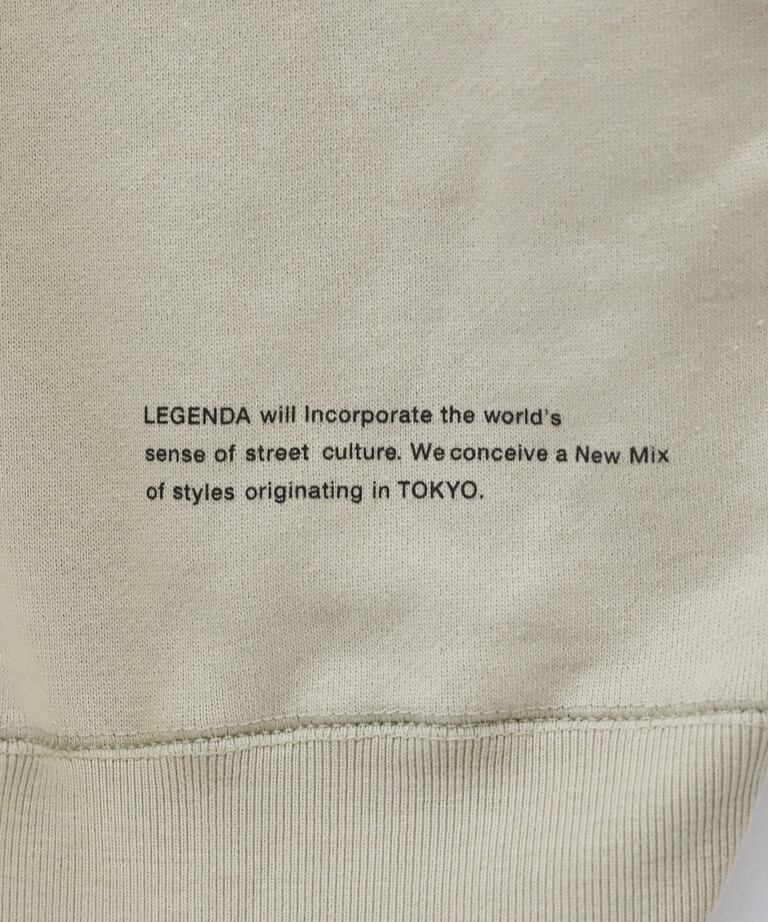 LEGENDA will Incorporate the world's
sense of street culture. We conceive a New Mix
of styles originating in TOKYO.